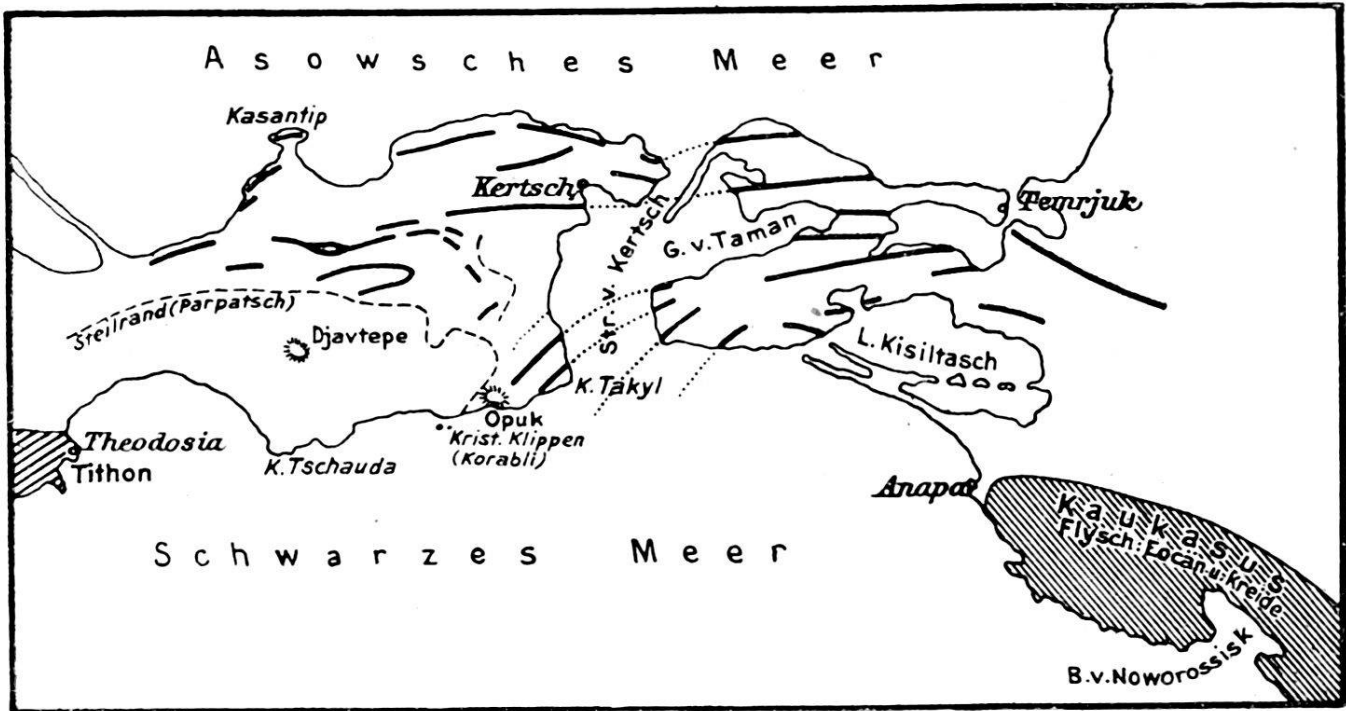 Asowsches Meer
Kasantip
Kertsch
Temrjuk
Str. v. Kertsch
G. v. Taman
Steilrand (Parpatsch)
Djavtepe
L. Kisiltasch
K. Takyl
Opuk
Krist. Klippen
(Korabli)
Theodosia
Tithon
K. Tschauda
Anapa
Schwarzes Meer
Kaukasus
Flysch: Eocän u. Kreide
B. v. Noworossisk